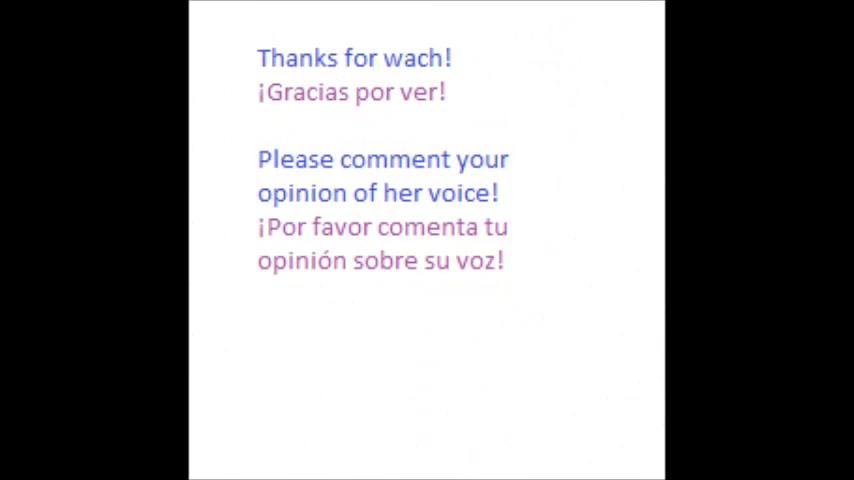 Thanks for wach!
¡Gracias por ver!
Please comment your
opinion of her voice!
¡Por favor comenta tu
opinión sobre su voz!